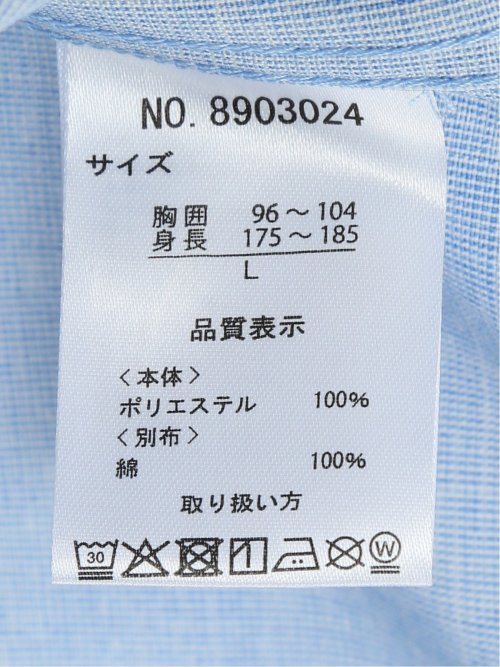 NO. 8903024
サイズ
胸囲 96～104
身長 175～185
L
品質表示
〈本体〉
ポリエステル 100%
〈別布〉
綿 100%
取り扱い方
30 W